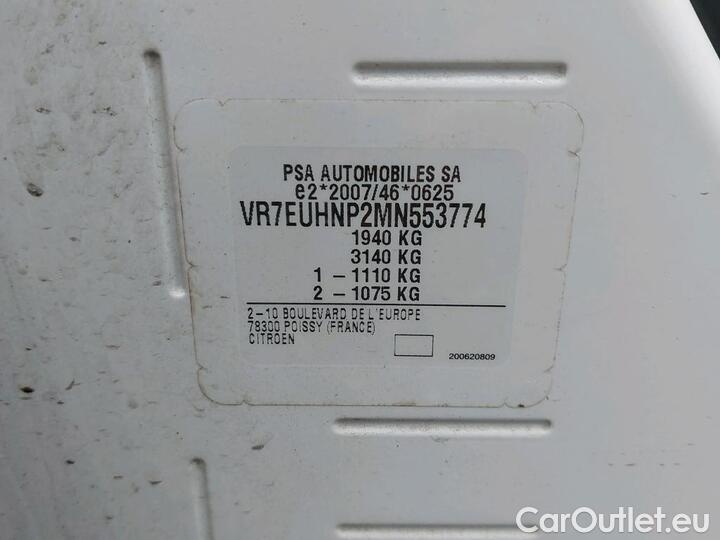 PSA AUTOMOBILES SA
e2*2007/46*0625
VR7EUHNP2MN553774
1940 KG
3140 KG
1 - 1110 KG
2 - 1075 KG
2-10 BOULEVARD DE L'EUROPE
78300 POISSY (FRANCE)
CITROEN
200620809
CarOutlet.eu